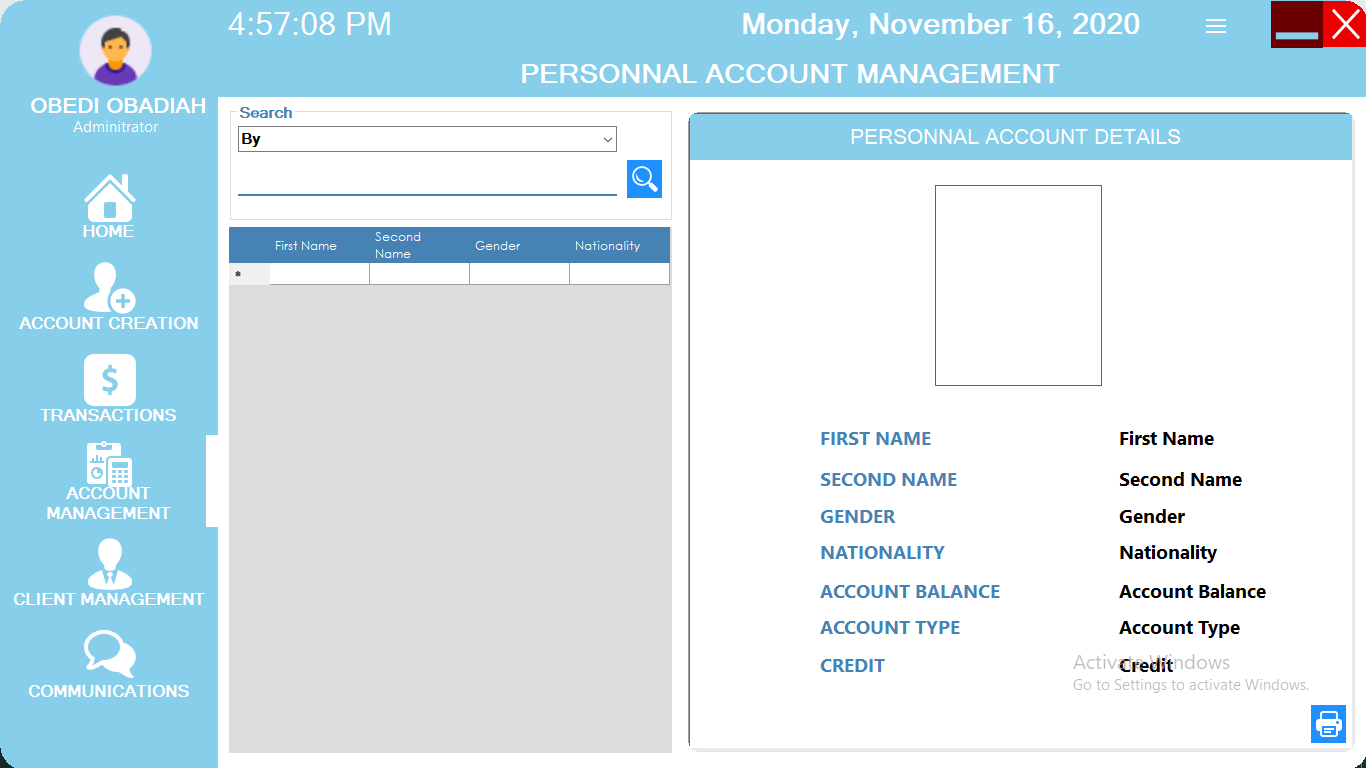 4:57:08 PM
Monday, November 16, 2020
PERSONNAL ACCOUNT MANAGEMENT
OBEDI OBADIAH
Adminitrator
HOME
ACCOUNT CREATION
$
TRANSACTIONS
ACCOUNT
MANAGEMENT
CLIENT MANAGEMENT
COMMUNICATIONS
Search
By
First Name
Second
Name
Gender
Nationality
*
PERSONNAL ACCOUNT DETAILS
FIRST NAME First Name
SECOND NAME Second Name
GENDER Gender
NATIONALITY Nationality
ACCOUNT BALANCE Account Balance
ACCOUNT TYPE Account Type
CREDIT Credit
Activate Windows
Go to Settings to activate Windows.